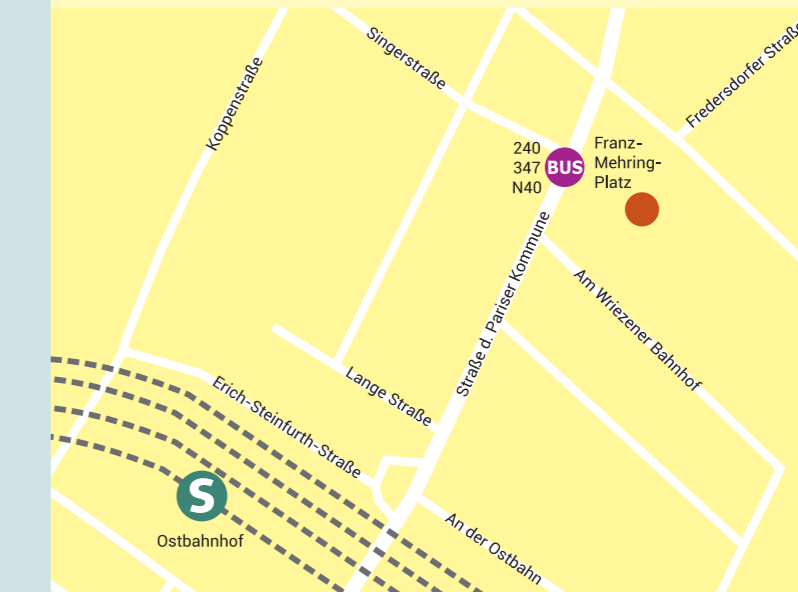 Singerstraße
Fredersdorfer Straße
Koppenstraße
240
347
N40
BUS
Franz-
Mehring-
Platz
Straße d. Pariser Kommune
Am Wriezener Bahnhof
Lange Straße
Erich-Steinfurth-Straße
S
Ostbahnhof
An der Ostbahn